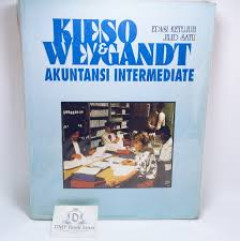 EDISI KETUJUH
JILID SATU
KIESO
& WEYGANDT
AKUNTANSI INTERMEDIATE
D